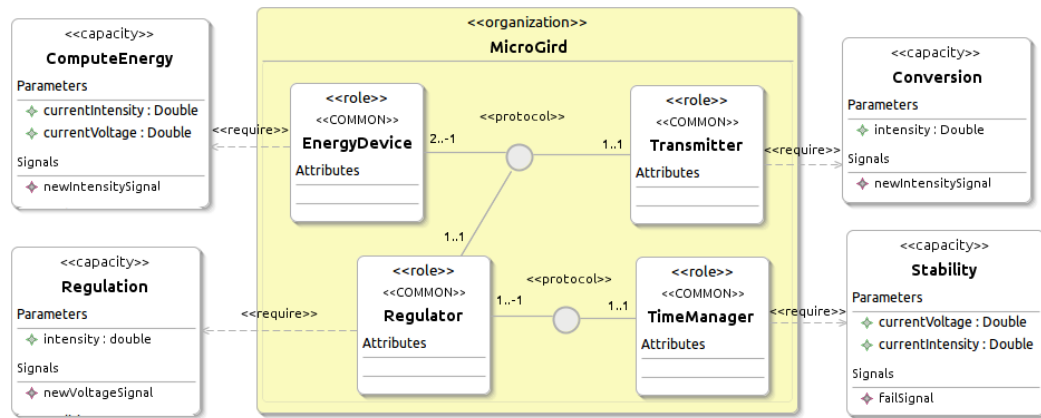 <<capacity>>
ComputeEnergy
Parameters
currentIntensity : Double
currentVoltage : Double
Signals
newIntensitySignal
<<capacity>>
Regulation
Parameters
intensity : double
Signals
newVoltageSignal
<<organization>>
MicroGird
<<require>>
<<role>>
<<COMMON>>
EnergyDevice
Attributes
2..-1
<<protocol>>
1..1
<<role>>
<<COMMON>>
Transmitter
Attributes
<<require>>
1..1
<<require>>
<<role>>
<<COMMON>>
Regulator
Attributes
1..-1
<<protocol>>
1..1
<<role>>
<<COMMON>>
TimeManager
Attributes
<<require>>
<<capacity>>
Conversion
Parameters
intensity : Double
Signals
newIntensitySignal
<<capacity>>
Stability
Parameters
currentVoltage : Double
currentIntensity : Double
Signals
failSignal